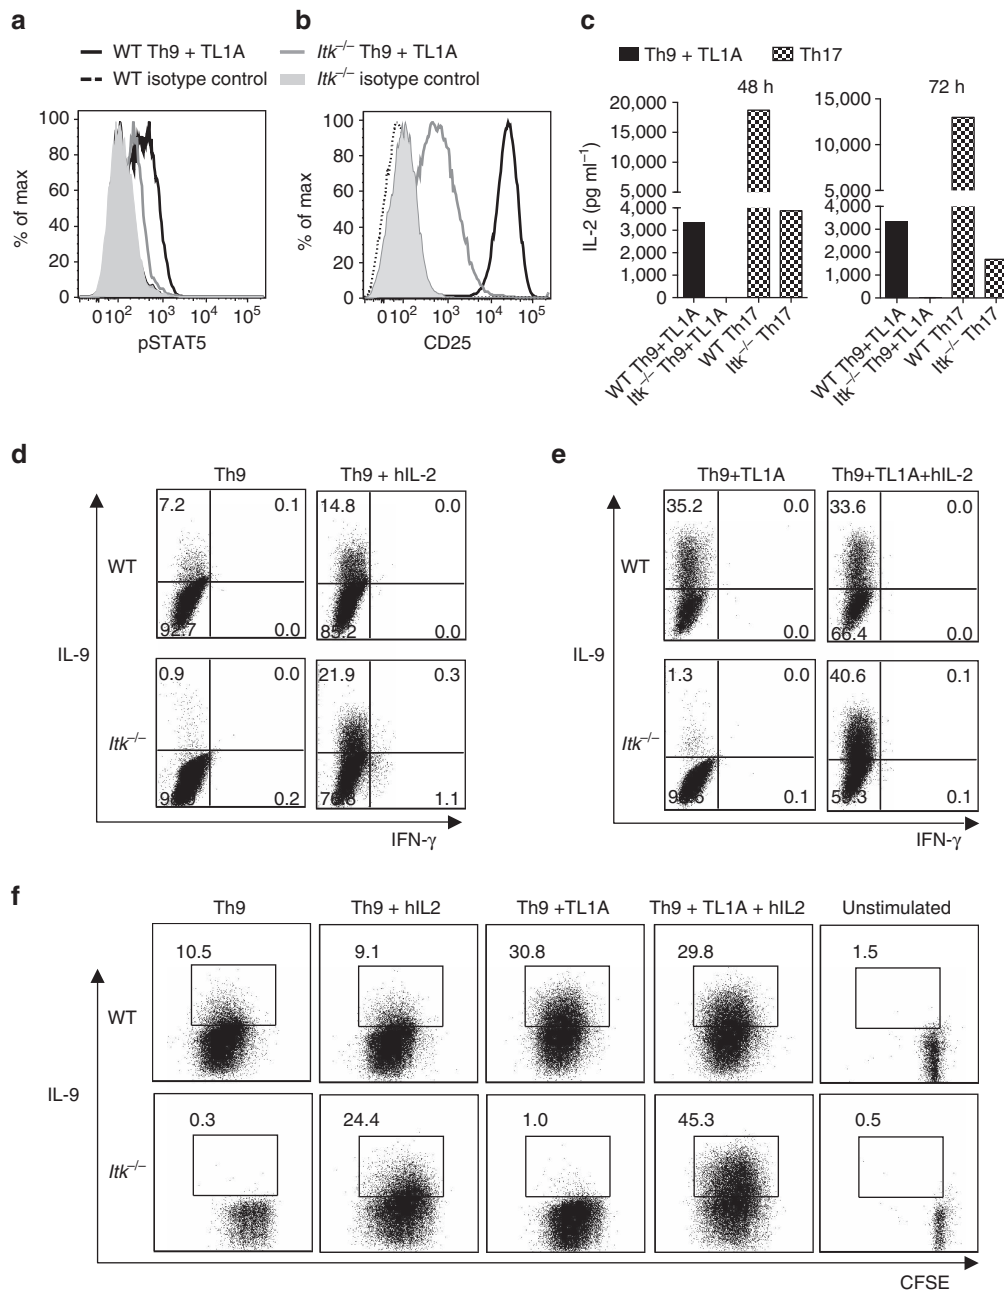 a
WT Th9 + TL1A
WT isotype control
b
Itk–/– Th9 + TL1A
Itk–/– isotype control
100
80
60
40
20
0
% of max
0 10² 10³ 10⁴ 10⁵
pSTAT5
100
80
60
40
20
0
% of max
0 10² 10³ 10⁴ 10⁵
CD25
c
Th9 + TL1A
Th17
48 h
20,000
15,000
10,000
5,000
4,000
3,000
2,000
1,000
0
IL-2 (pg ml–1)
WT Th9+TL1A
Itk–/– Th9+TL1A
WT Th17
Itk–/– Th17
72 h
15,000
10,000
5,000
4,000
3,000
2,000
1,000
0
WT Th9+TL1A
Itk–/– Th9+TL1A
WT Th17
Itk–/– Th17
d
Th9
Th9 + hIL-2
WT
7.2 0.1
92.7 0.0
14.8 0.0
85.2 0.0
IL-9
Itk–/–
0.9 0.0
0.2
21.9 0.3
1.1
IFN-γ
e
Th9+TL1A
Th9+TL1A+hIL-2
WT
35.2 0.0
0.0
33.6 0.0
66.4 0.0
IL-9
Itk–/–
1.3 0.0
0.1
40.6 0.1
0.1
IFN-γ
f
Th9
Th9 + hIL2
Th9 +TL1A
Th9 + TL1A + hIL2
Unstimulated
WT
10.5
9.1
30.8
29.8
1.5
IL-9
Itk–/–
0.3
24.4
1.0
45.3
0.5
CFSE